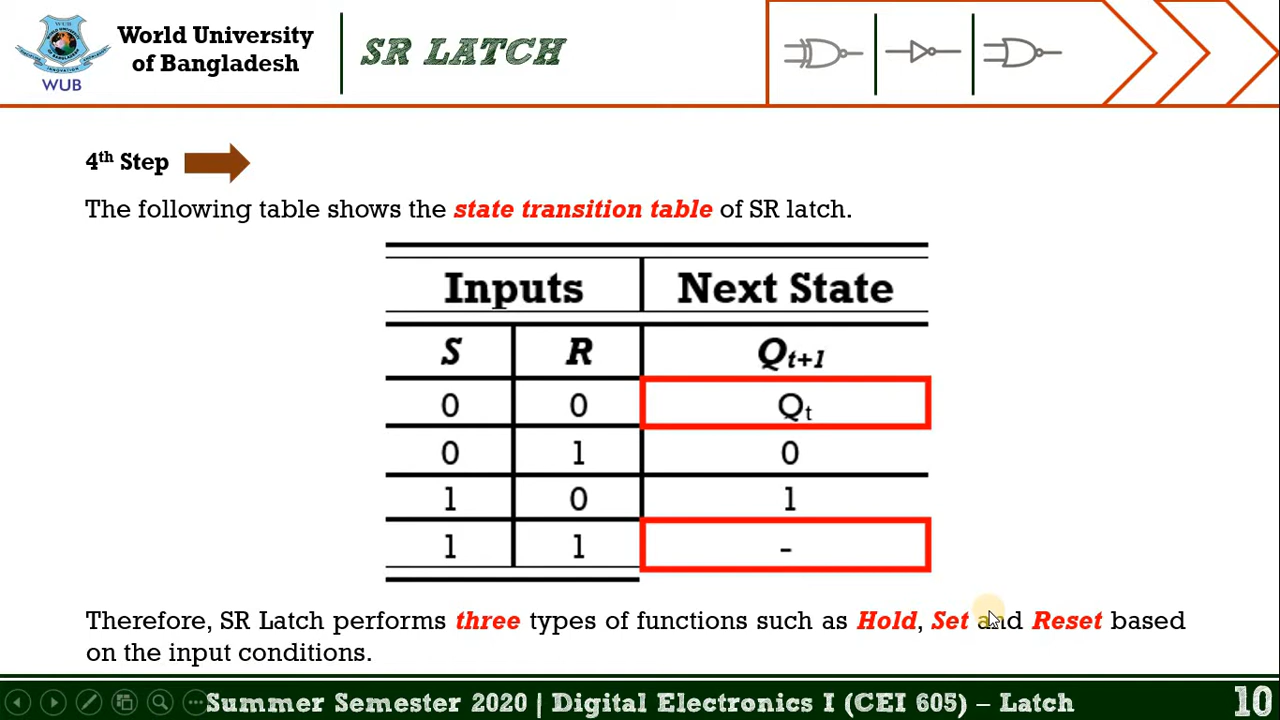 World University
of Bangladesh
WUB
SR LATCH
4th Step
The following table shows the state transition table of SR latch.
Inputs Next State
S R Qt+1
0 0 Qt
0 1 0
1 0 1
1 1 -
Therefore, SR Latch performs three types of functions such as Hold, Set and Reset based
on the input conditions.
Summer Semester 2020 | Digital Electronics I (CEI 605) – Latch
10